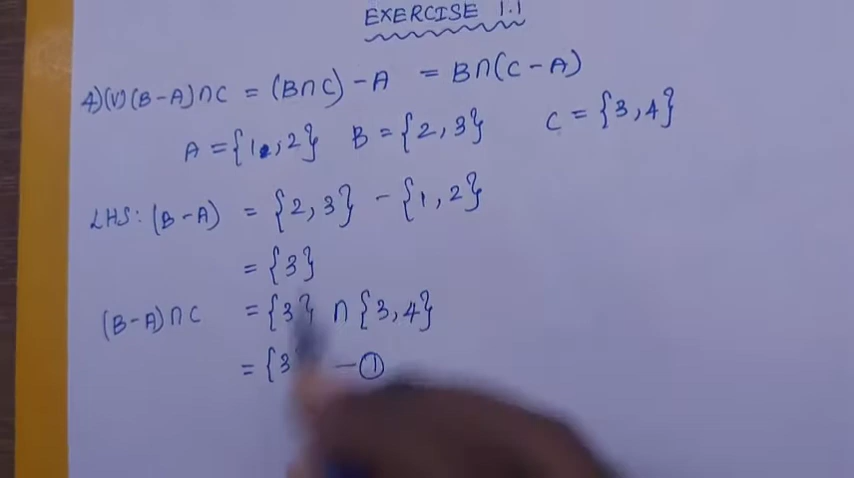 EXERCISE 1.1
4)(V)(B-A)∩C = (B∩C)-A = B∩(C-A)
A = {1,2} B = {2,3} C = {3,4}
LHS: (B-A) = {2,3} - {1,2}
= {3}
(B-A)∩C = {3} ∩ {3,4}
= {3 -①